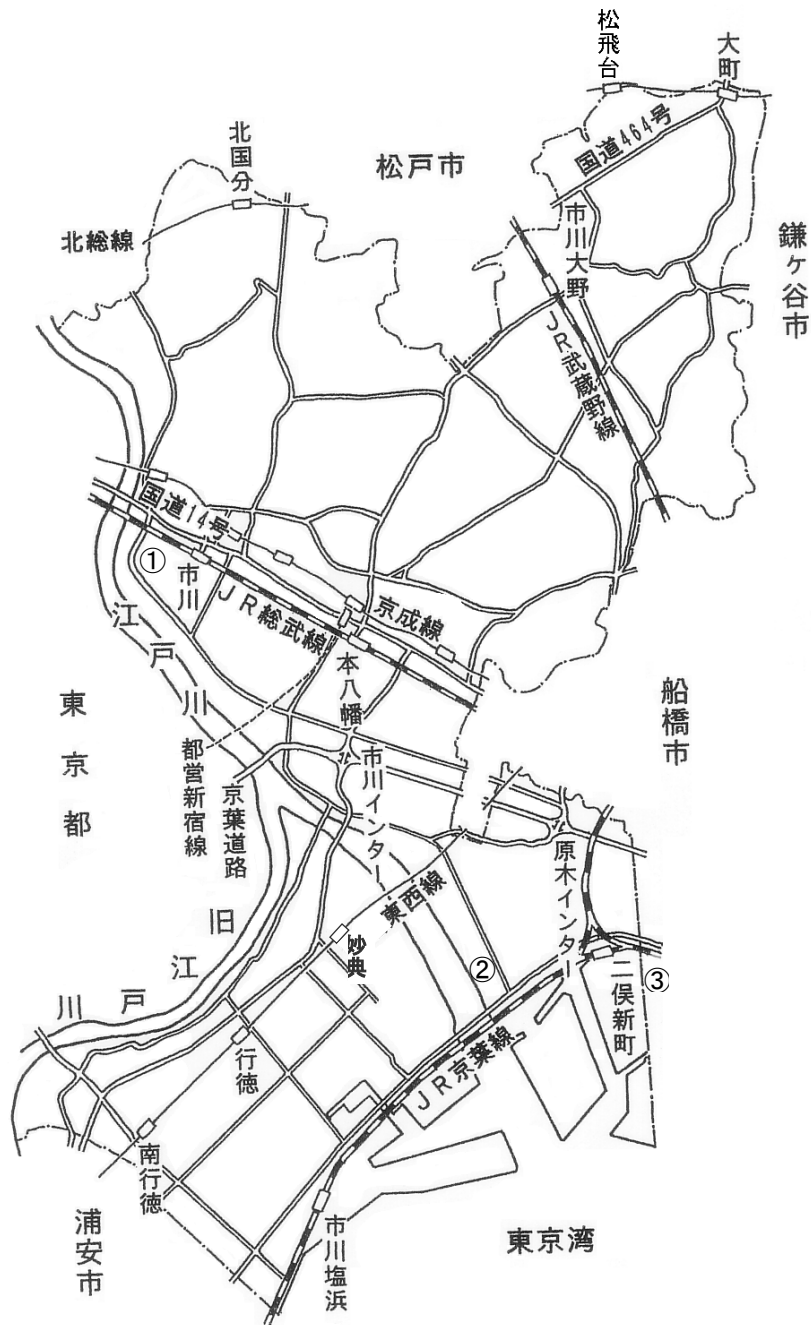 松飛台
大町
国道464号
北国分
松戸市
北総線
市川大野
鎌ヶ谷市
JR武蔵野線
国道14号
①
市川
JR総武線
京成線
江戸川
本八幡
船橋市
東京都
都営新宿線
京葉道路
市川インター
原木インター
東西線
妙典
旧江戸川
②
③
二俣新町
行徳
JR京葉線
南行徳
浦安市
市川塩浜
東京湾